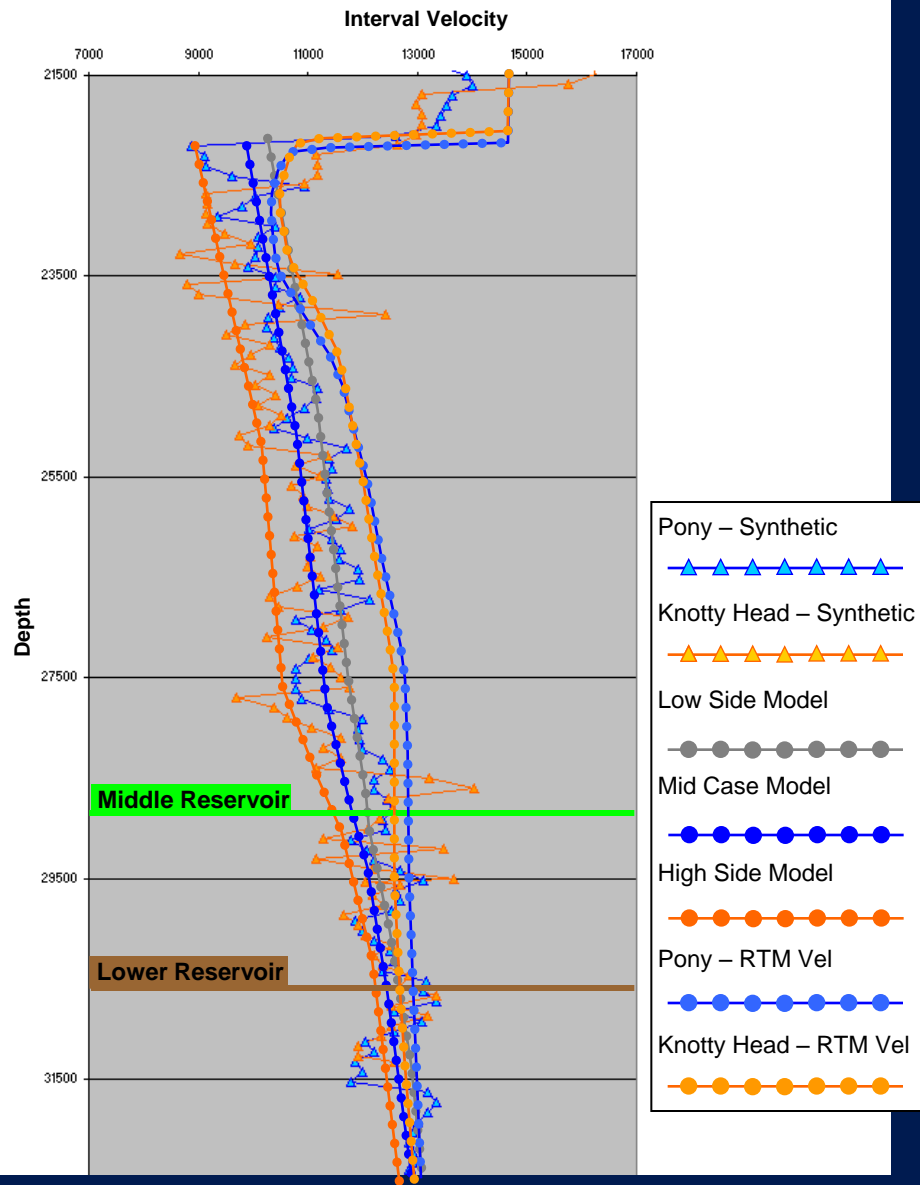 Interval Velocity
7000 9000 11000 13000 15000 17000
21500
23500
25500
27500
29500
31500
Depth
Middle Reservoir
Lower Reservoir
Pony – Synthetic
Knotty Head – Synthetic
Low Side Model
Mid Case Model
High Side Model
Pony – RTM Vel
Knotty Head – RTM Vel